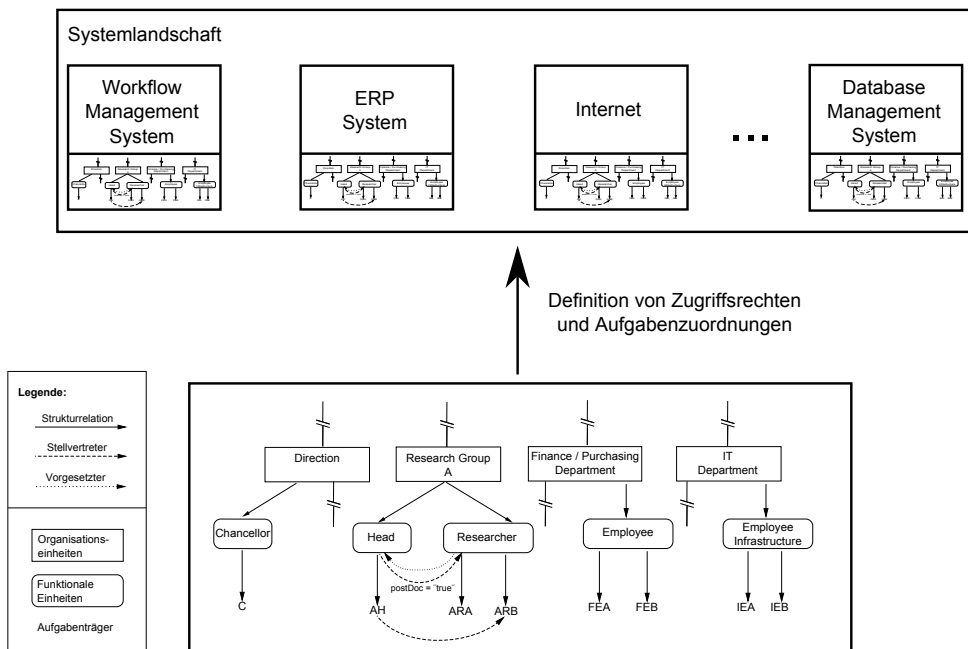 Systemlandschaft
Workflow
Management
System
ERP
System
Internet
...
Database
Management
System
Definition von Zugriffsrechten
und Aufgabenzuordnungen
Legende:
Strukturrelation
Stellvertreter
Vorgesetzter
Organisations-
einheiten
Funktionale
Einheiten
Aufgabenträger
Direction
Research Group
A
Finance / Purchasing
Department
IT
Department
Chancellor
Head
Researcher
Employee
Employee
Infrastructure
postDoc = "true"
C
AH
ARA
ARB
FEA
FEB
IEA
IEB